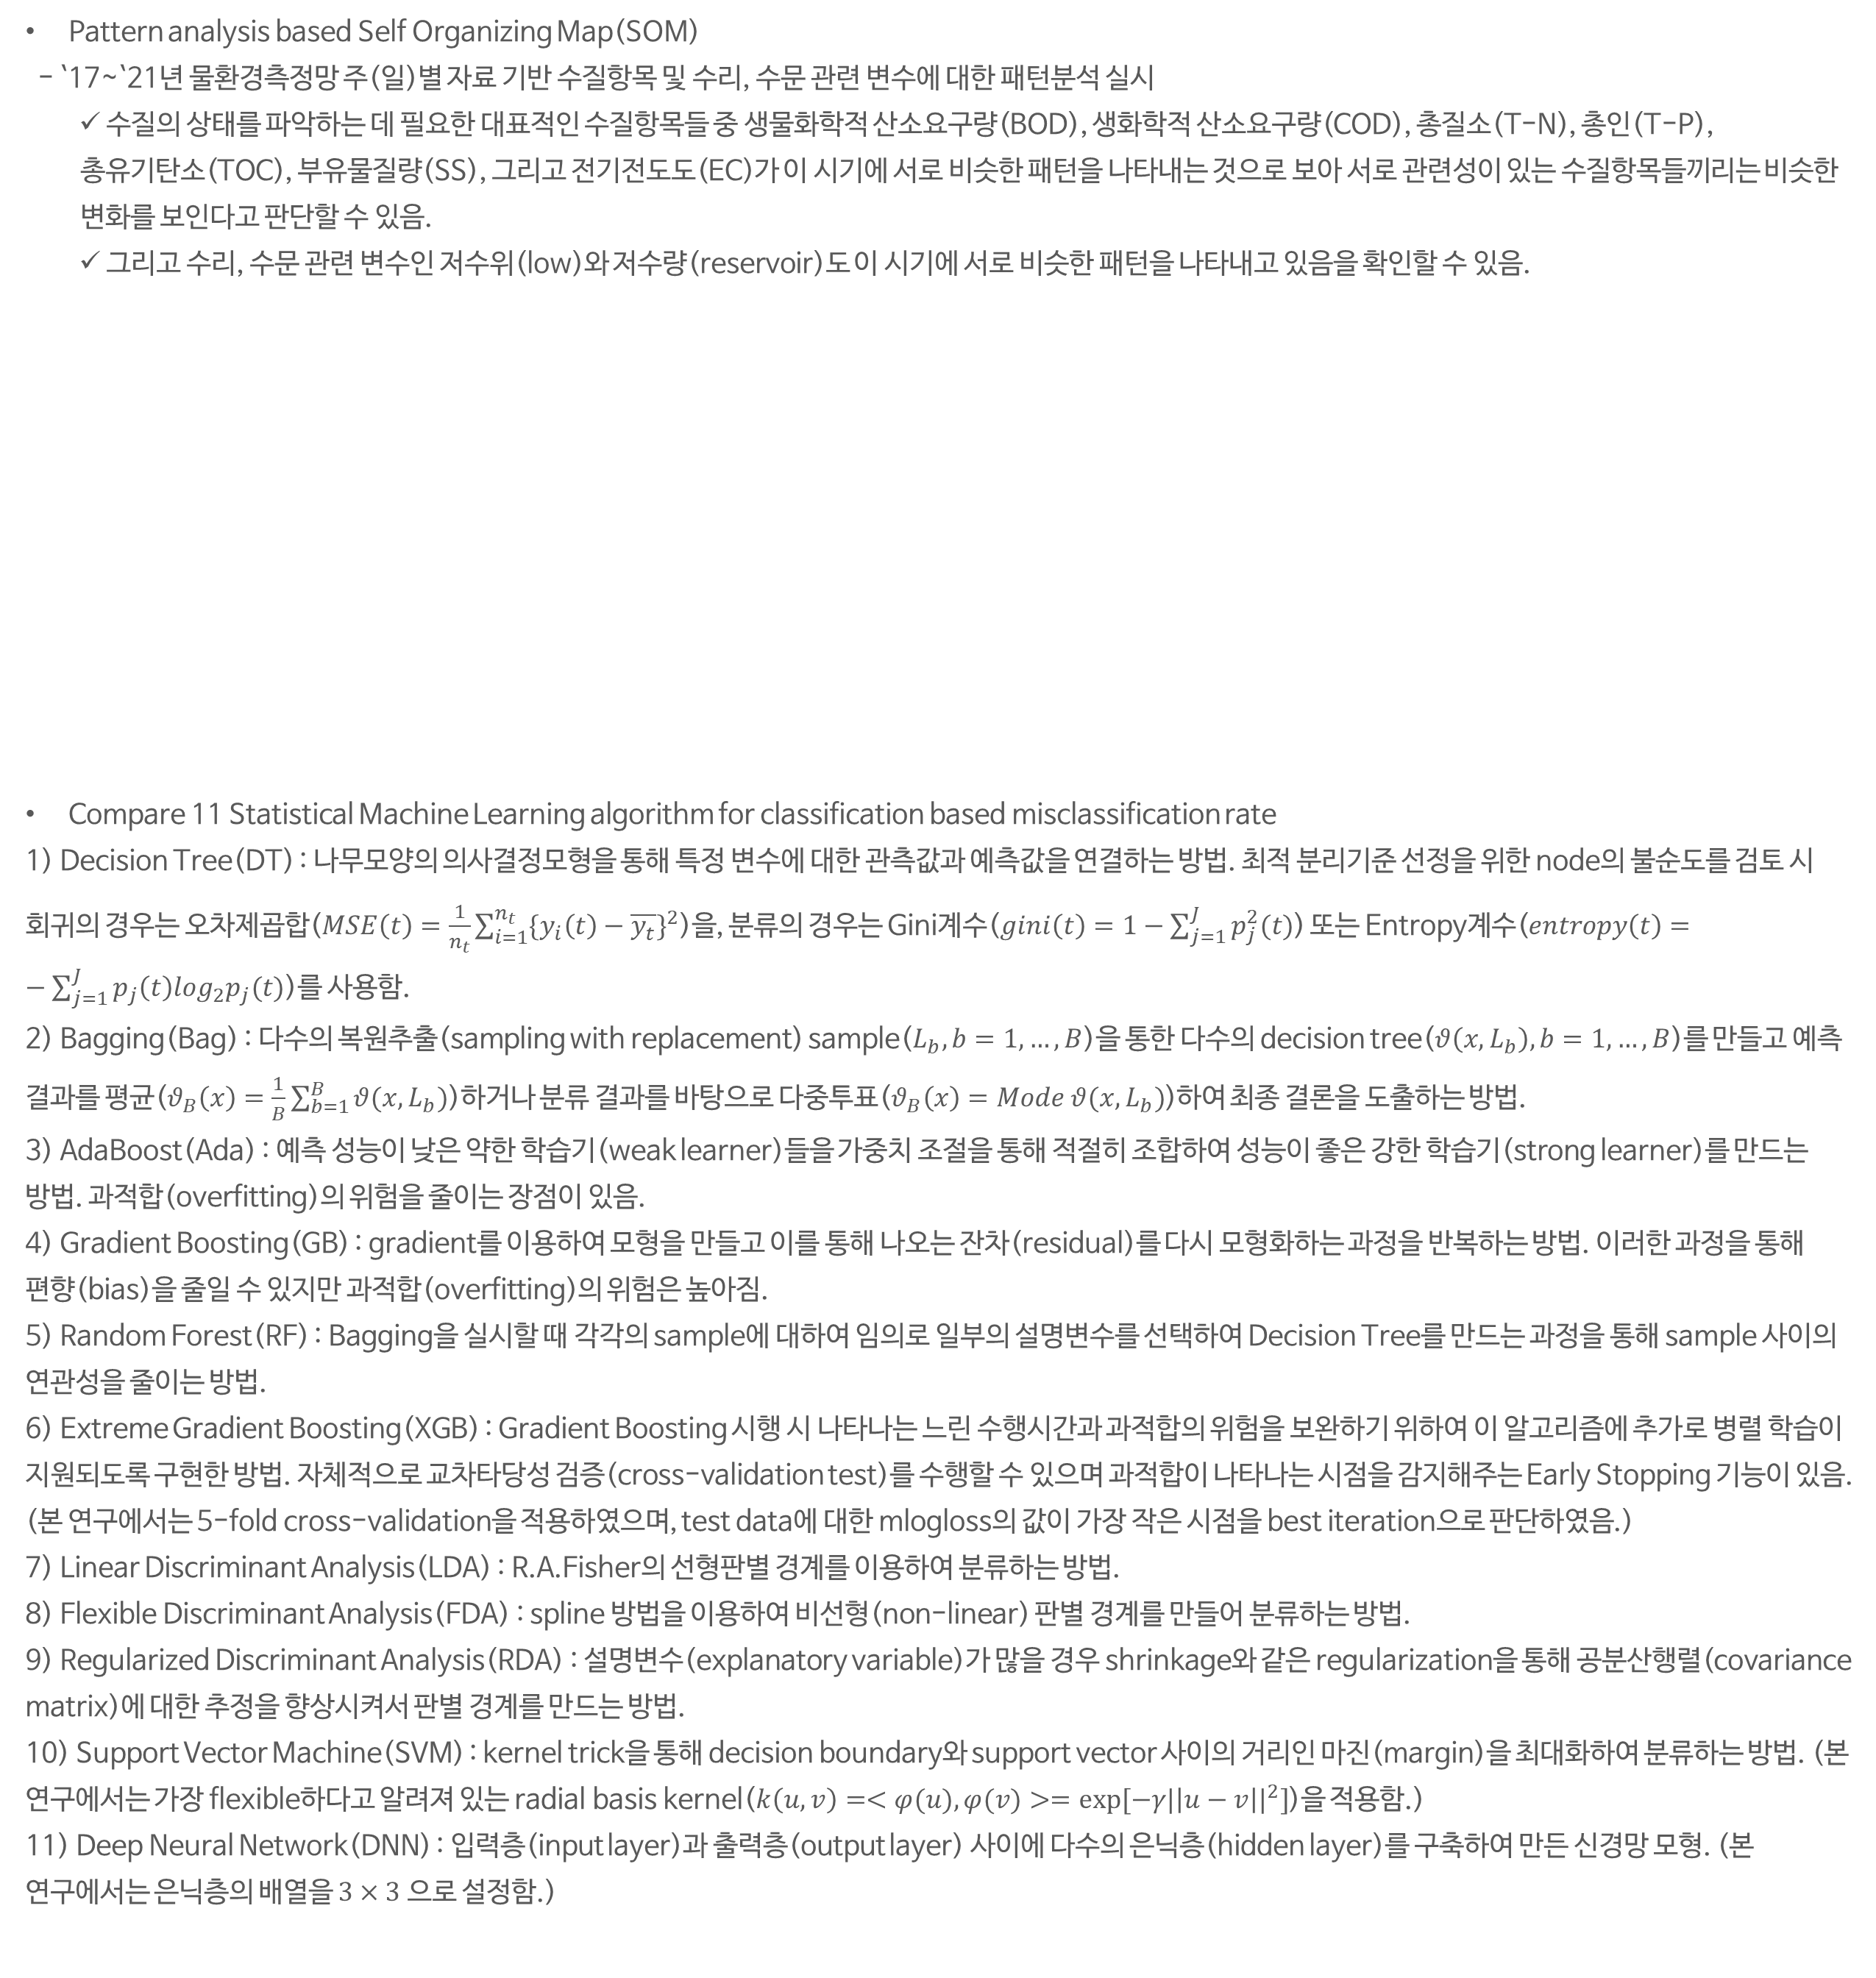 • Pattern analysis based Self Organizing Map(SOM)
- ‵17~‵21년 물환경측정망 주(일)별 자료 기반 수질항목 및 수리, 수문 관련 변수에 대한 패턴분석 실시
✓ 수질의 상태를 파악하는 데 필요한 대표적인 수질항목들 중 생물화학적 산소요구량(BOD), 생화학적 산소요구량(COD), 총질소(T-N), 총인(T-P),
총유기탄소(TOC), 부유물질량(SS), 그리고 전기전도도(EC)가 이 시기에 서로 비슷한 패턴을 나타내는 것으로 보아 서로 관련성이 있는 수질항목들끼리는 비슷한
변화를 보인다고 판단할 수 있음.
✓ 그리고 수리, 수문 관련 변수인 저수위(low)와 저수량(reservoir)도 이 시기에 서로 비슷한 패턴을 나타내고 있음을 확인할 수 있음.
• Compare 11 Statistical Machine Learning algorithm for classification based misclassification rate
1) Decision Tree(DT) : 나무모양의 의사결정모형을 통해 특정 변수에 대한 관측값과 예측값을 연결하는 방법. 최적 분리기준 선정을 위한 node의 불순도를 검토 시
회귀의 경우는 오차제곱합($MSE(t) = \frac{1}{n_t}\sum_{i=1}^{n_t}\{y_i(t) - \overline{y_t}\}^2$)을, 분류의 경우는 Gini계수($gini(t) = 1 - \sum_{j=1}^{J} p_j^2(t)$) 또는 Entropy계수($entropy(t) =$
$-\sum_{j=1}^{J} p_j(t)log_2p_j(t)$)를 사용함.
2) Bagging(Bag) : 다수의 복원추출(sampling with replacement) sample($L_b, b = 1, …, B$)을 통한 다수의 decision tree($\vartheta(x, L_b), b = 1, …, B$)를 만들고 예측
결과를 평균($\vartheta_B(x) = \frac{1}{B}\sum_{b=1}^{B}\vartheta(x, L_b)$)하거나 분류 결과를 바탕으로 다중투표($\vartheta_B(x) = Mode\ \vartheta(x, L_b)$)하여 최종 결론을 도출하는 방법.
3) AdaBoost(Ada) : 예측 성능이 낮은 약한 학습기(weak learner)들을 가중치 조절을 통해 적절히 조합하여 성능이 좋은 강한 학습기(strong learner)를 만드는
방법. 과적합(overfitting)의 위험을 줄이는 장점이 있음.
4) Gradient Boosting(GB) : gradient를 이용하여 모형을 만들고 이를 통해 나오는 잔차(residual)를 다시 모형화하는 과정을 반복하는 방법. 이러한 과정을 통해
편향(bias)을 줄일 수 있지만 과적합(overfitting)의 위험은 높아짐.
5) Random Forest(RF) : Bagging을 실시할 때 각각의 sample에 대하여 임의로 일부의 설명변수를 선택하여 Decision Tree를 만드는 과정을 통해 sample 사이의
연관성을 줄이는 방법.
6) Extreme Gradient Boosting(XGB) : Gradient Boosting 시행 시 나타나는 느린 수행시간과 과적합의 위험을 보완하기 위하여 이 알고리즘에 추가로 병렬 학습이
지원되도록 구현한 방법. 자체적으로 교차타당성 검증(cross-validation test)를 수행할 수 있으며 과적합이 나타나는 시점을 감지해주는 Early Stopping 기능이 있음.
(본 연구에서는 5-fold cross-validation을 적용하였으며, test data에 대한 mlogloss의 값이 가장 작은 시점을 best iteration으로 판단하였음.)
7) Linear Discriminant Analysis(LDA) : R.A.Fisher의 선형판별 경계를 이용하여 분류하는 방법.
8) Flexible Discriminant Analysis(FDA) : spline 방법을 이용하여 비선형(non-linear) 판별 경계를 만들어 분류하는 방법.
9) Regularized Discriminant Analysis(RDA) : 설명변수(explanatory variable)가 많을 경우 shrinkage와 같은 regularization을 통해 공분산행렬(covariance
matrix)에 대한 추정을 향상시켜서 판별 경계를 만드는 방법.
10) Support Vector Machine(SVM) : kernel trick을 통해 decision boundary와 support vector 사이의 거리인 마진(margin)을 최대화하여 분류하는 방법. (본
연구에서는 가장 flexible하다고 알려져 있는 radial basis kernel($k(u, v) =< \varphi(u), \varphi(v) >= \exp[-\gamma||u - v||^2]$)을 적용함.)
11) Deep Neural Network(DNN) : 입력층(input layer)과 출력층(output layer) 사이에 다수의 은닉층(hidden layer)를 구축하여 만든 신경망 모형. (본
연구에서는 은닉층의 배열을 3 × 3 으로 설정함.)